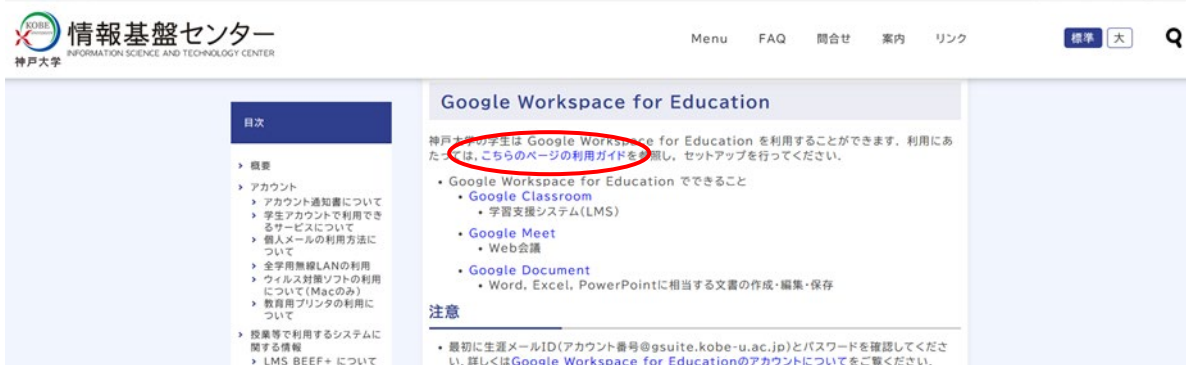 KOBE
神戸大学
情報基盤センター
INFORMATION SCIENCE AND TECHNOLOGY CENTER
Menu FAQ 問合せ 案内 リンク
標準 大
目次
› 概要
› アカウント
› アカウント通知書について
› 学生アカウントで利用でき
るサービスについて
› 個人メールの利用方法に
ついて
› 全学用無線LANの利用
› ウィルス対策ソフトの利用
について(Macのみ)
› 教育用プリンタの利用に
ついて
› 授業等で利用するシステムに
関する情報
› LMS BEEF+ について
Google Workspace for Education
神戸大学の学生は Google Workspace for Education を利用することができます. 利用にあ
たっては,こちらのページの利用ガイドを参照し, セットアップを行ってください.
• Google Workspace for Education でできること
• Google Classroom
• 学習支援システム(LMS)
• Google Meet
• Web会議
• Google Document
• Word, Excel, PowerPointに相当する文書の作成・編集・保存
注意
• 最初に生涯メールID(アカウント番号@gsuite.kobe-u.ac.jp)とパスワードを確認してくださ
い.詳しくはGoogle Workspace for Educationのアカウントについてをご覧ください.